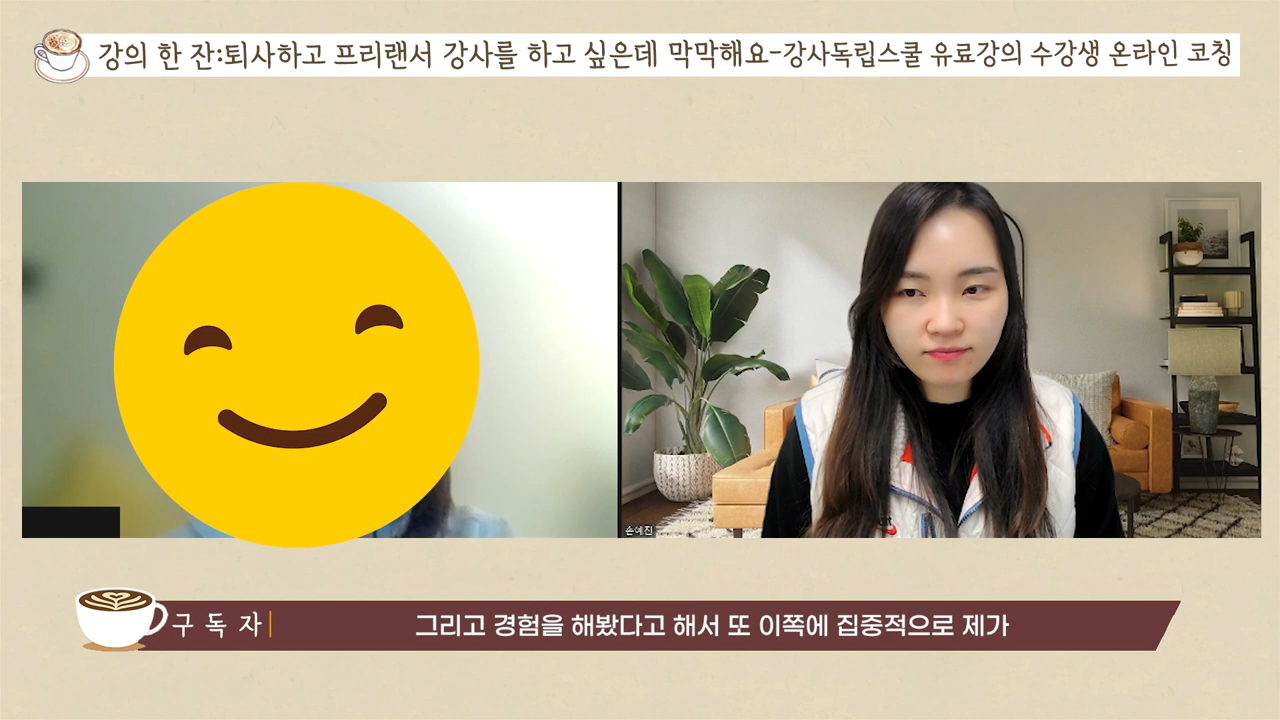 강의 한 잔:퇴사하고 프리랜서 강사를 하고 싶은데 막막해요-강사독립스쿨 유료강의 수강생 온라인 코칭
손예진
구독자
그리고 경험을 해봤다고 해서 또 이쪽에 집중적으로 제가